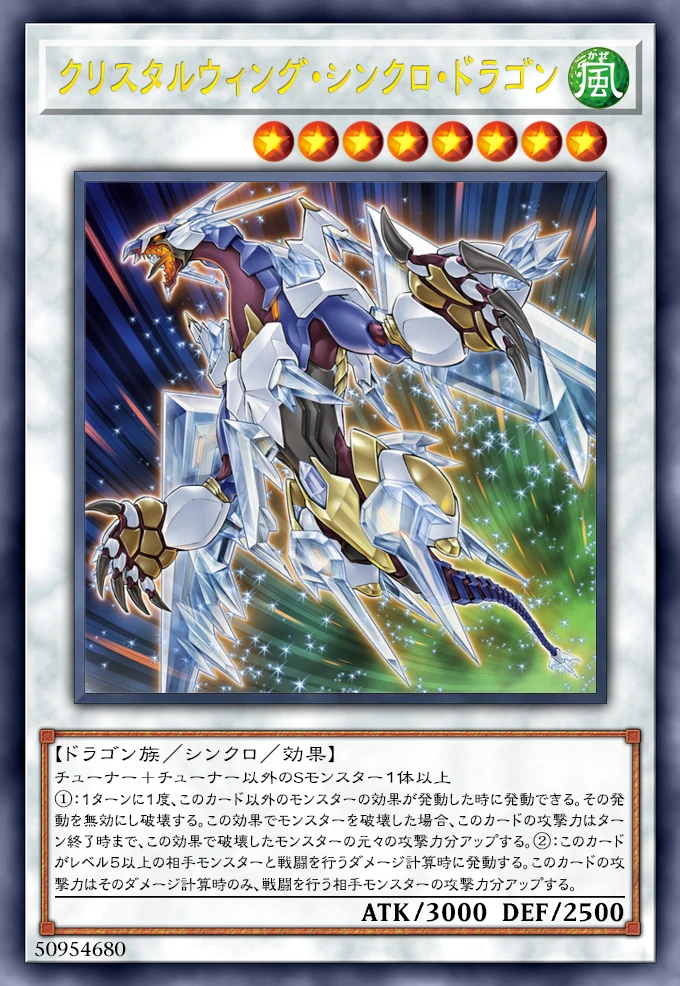 クリスタルウィング・シンクロ・ドラゴン
かぜ
風
【ドラゴン族／シンクロ／効果】
チューナー＋チューナー以外のSモンスター1体以上
①：1ターンに1度、このカード以外のモンスターの効果が発動した時に発動できる。その発
動を無効にし破壊する。この効果でモンスターを破壊した場合、このカードの攻撃力はター
ン終了時まで、この効果で破壊したモンスターの元々の攻撃力分アップする。②：このカード
がレベル5以上の相手モンスターと戦闘を行うダメージ計算時に発動する。このカードの攻
撃力はそのダメージ計算時のみ、戦闘を行う相手モンスターの攻撃力分アップする。
ATK/3000 DEF/2500
50954680